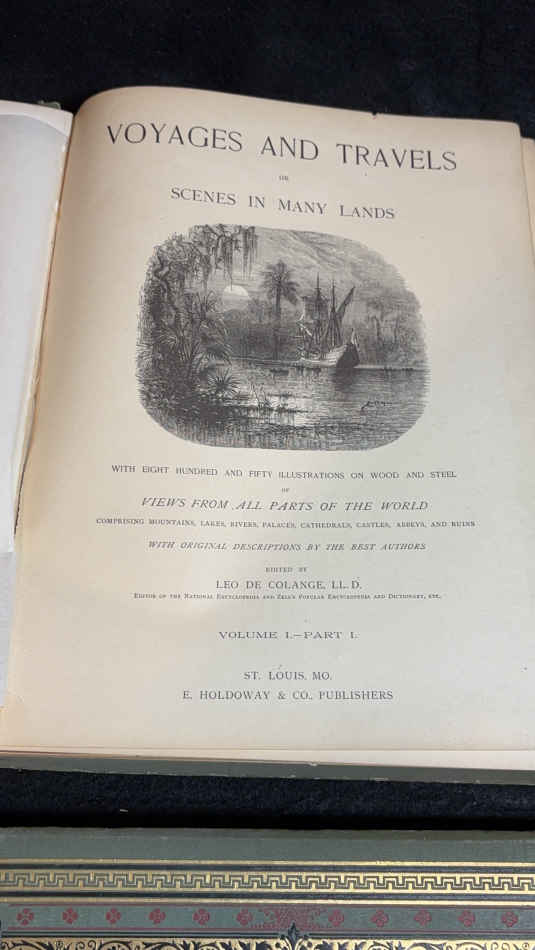 VOYAGES AND TRAVELS
OR
SCENES IN MANY LANDS
WITH EIGHT HUNDRED AND FIFTY ILLUSTRATIONS ON WOOD AND STEEL
OF
VIEWS FROM ALL PARTS OF THE WORLD
COMPRISING MOUNTAINS, LAKES, RIVERS, PALACES, CATHEDRALS, CASTLES, ABBEYS, AND RUINS
WITH ORIGINAL DESCRIPTIONS BY THE BEST AUTHORS
EDITED BY
LEO DE COLANGE, LL.D.
EDITOR OF THE NATIONAL ENCYCLOPEDIA AND ZELL'S POPULAR ENCYCLOPEDIA AND DICTIONARY, ETC.
VOLUME I.—PART I.
ST. LOUIS, MO.
E. HOLDOWAY & CO., PUBLISHERS